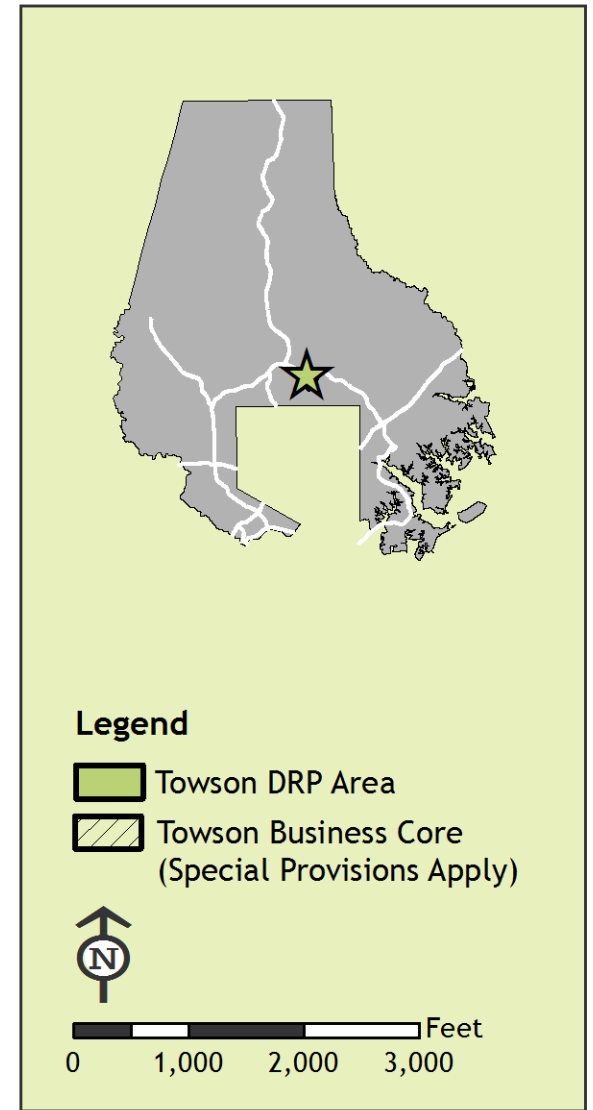 Legend
Towson DRP Area
Towson Business Core
(Special Provisions Apply)
N
Feet
0 1,000 2,000 3,000